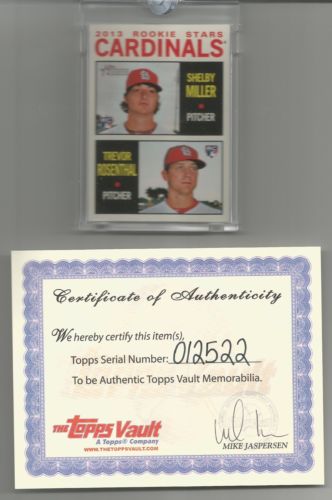 2013 ROOKIE STARS
CARDINALS
SHELBY
MILLER
PITCHER
TREVOR
ROSENTHAL
PITCHER
Certificate of Authenticity
We hereby certify this item(s),
Topps Serial Number: 012522
To be Authentic Topps Vault Memorabilia.
THE Topps Vault
A Topps® Company
WWW.THETOPPSVAULT.COM
MIKE JASPERSEN